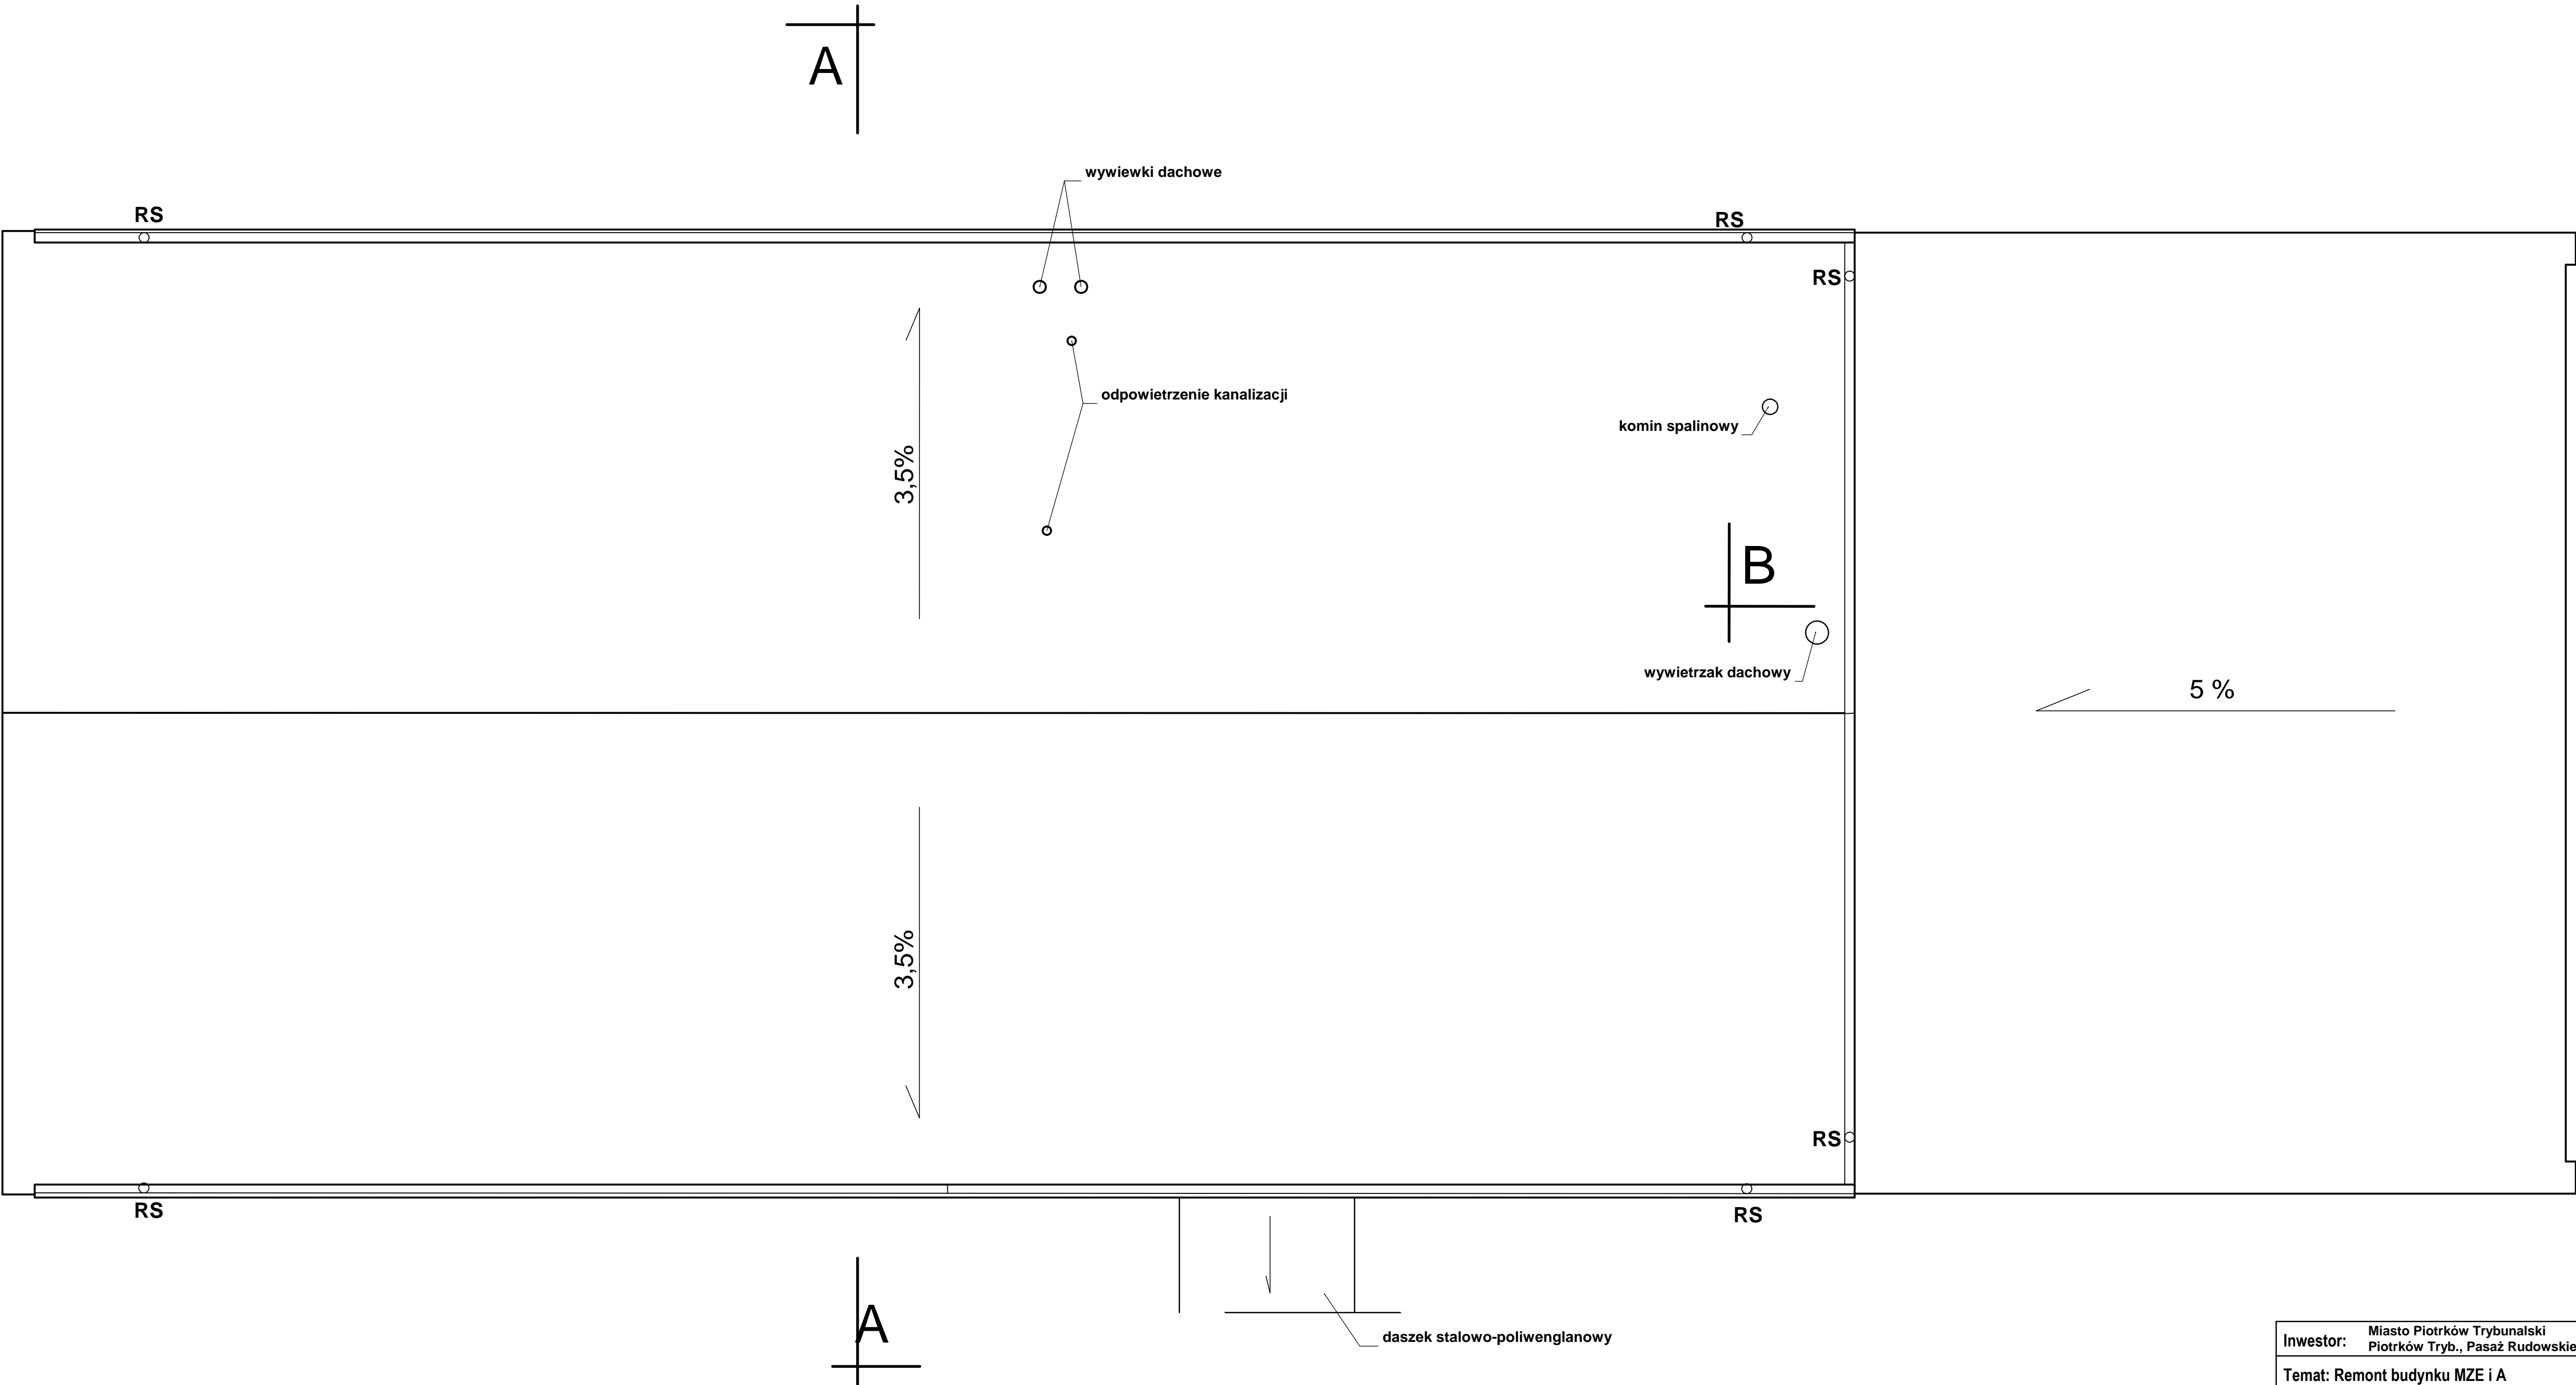 A
wywiewki dachowe
RS
RS
RS
odpowietrzenie kanalizacji
komin spalinowy
3,5%
B
wywietrzak dachowy
5 %
3,5%
RS
RS
RS
A
daszek stalowo-poliwenglanowy
Inwestor: Miasto Piotrków Trybunalski
Piotrków Tryb., Pasaż Rudowskie
Temat: Remont budynku MZE i A